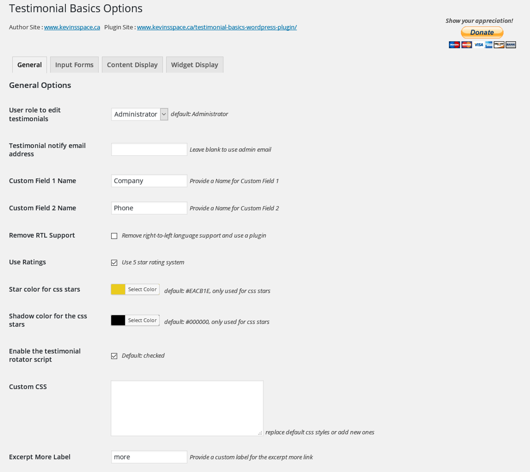 Testimonial Basics Options
Author Site : www.kevinsspace.ca Plugin Site : www.kevinsspace.ca/testimonial-basics-wordpress-plugin/
Show your appreciation!
Donate
VISA
General Input Forms Content Display Widget Display
General Options
User role to edit
testimonials
Administrator default: Administrator
Testimonial notify email
address
Leave blank to use admin email
Custom Field 1 Name Company Provide a Name for Custom Field 1
Custom Field 2 Name Phone Provide a Name for Custom Field 2
Remove RTL Support Remove right-to-left language support and use a plugin
Use Ratings Use 5 star rating system
Star color for css stars Select Color default: #EACB1E, only used for css stars
Shadow color for the css
stars
Select Color default: #000000, only used for css stars
Enable the testimonial
rotator script
Default: checked
Custom CSS
replace default css styles or add new ones
Excerpt More Label more Provide a custom label for the excerpt more link